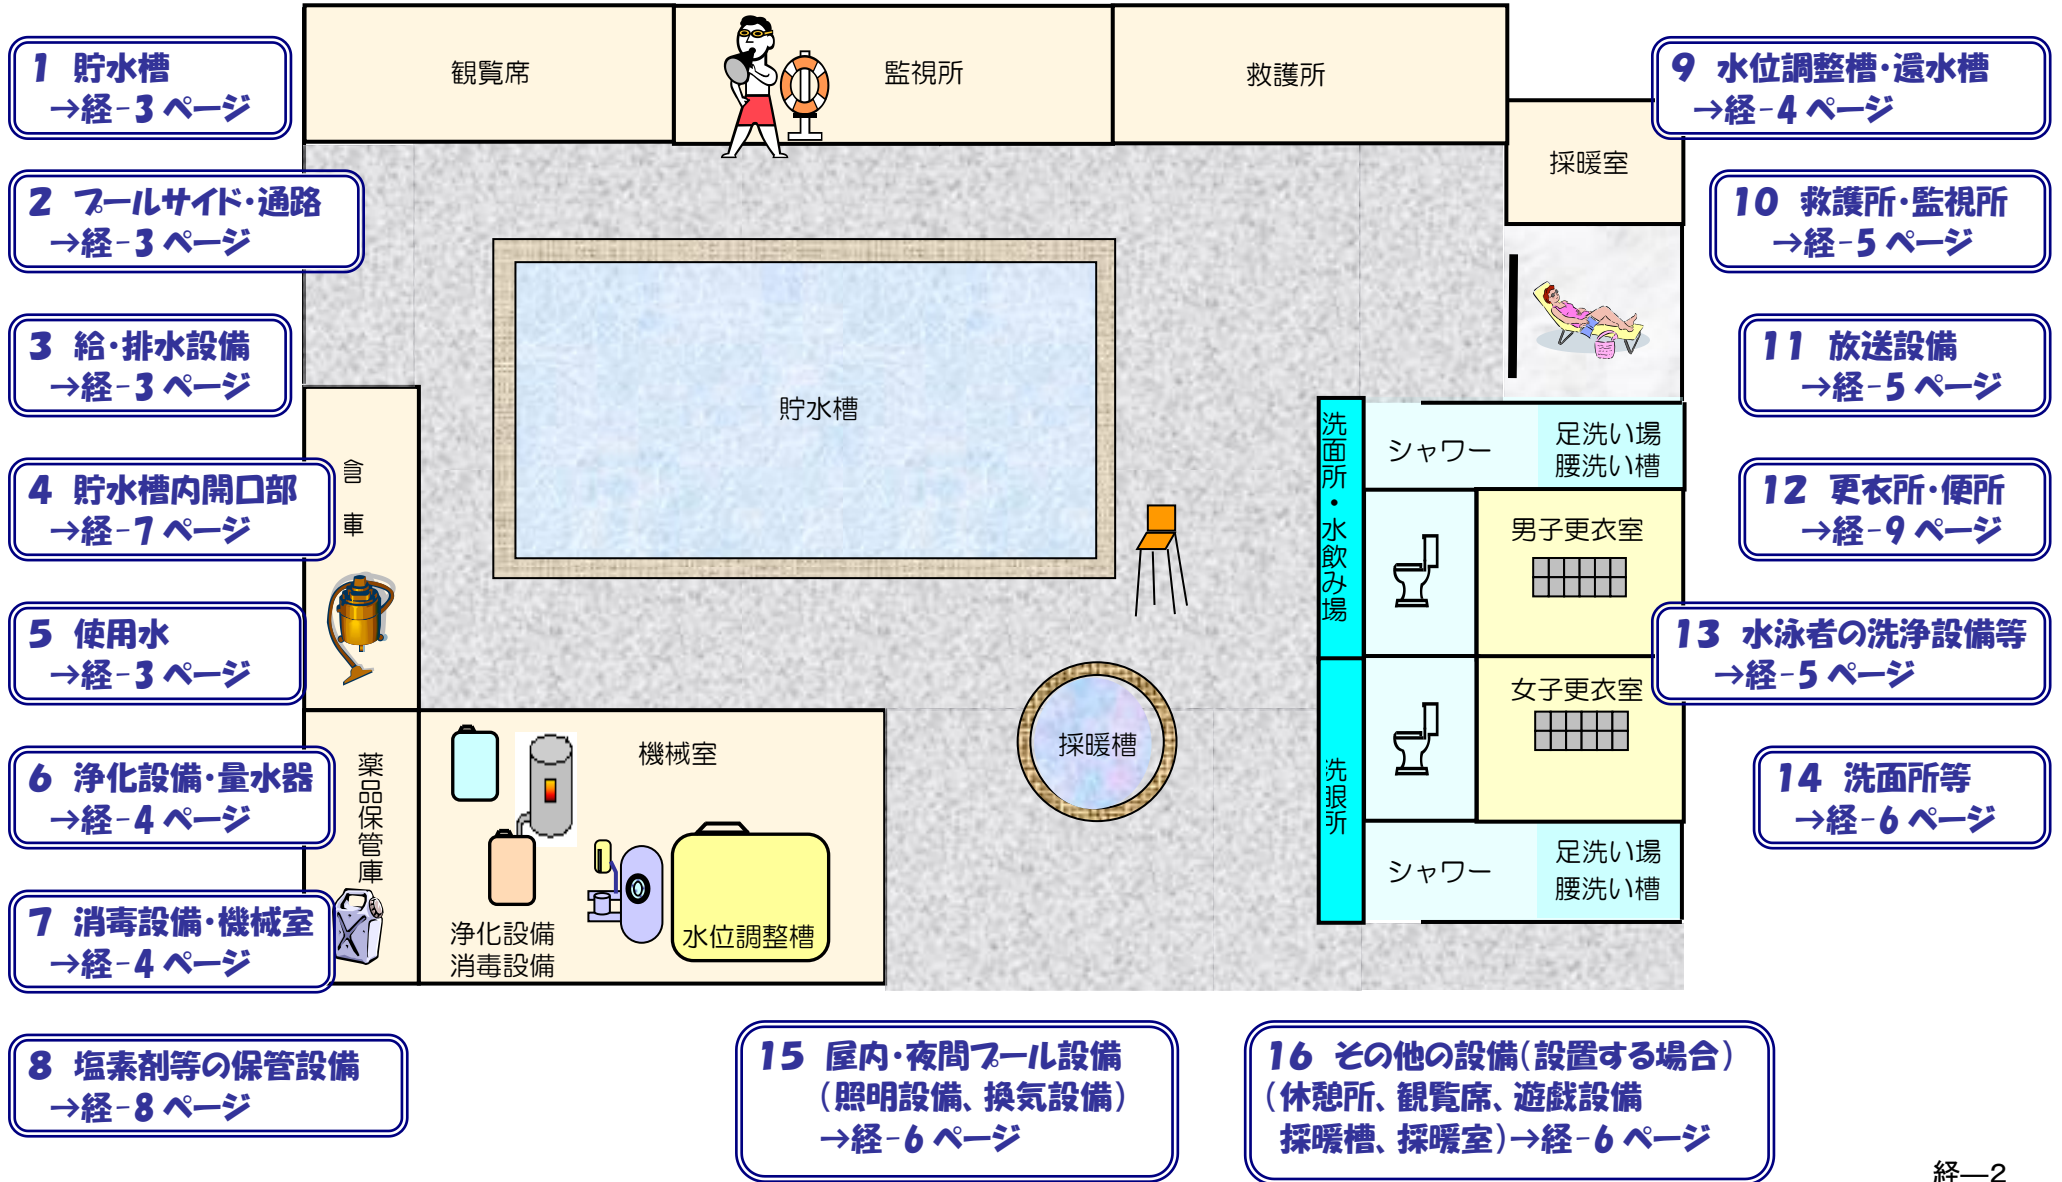 1 貯水槽
→経-3 ページ
2 プールサイド・通路
→経-3 ページ
3 給・排水設備
→経-3 ページ
4 貯水槽内開口部
→経-7 ページ
5 使用水
→経-3 ページ
6 浄化設備・量水器
→経-4 ページ
7 消毒設備・機械室
→経-4 ページ
8 塩素剤等の保管設備
→経-8 ページ
観覧席
監視所
救護所
採暖室
貯水槽
洗面所・水飲み場
シャワー
足洗い場
腰洗い槽
男子更衣室
女子更衣室
洗眼所
シャワー
足洗い場
腰洗い槽
採暖槽
庫
薬品保管庫
機械室
浄化設備
消毒設備
水位調整槽
9 水位調整槽・還水槽
→経-4 ページ
10 救護所・監視所
→経-5 ページ
11 放送設備
→経-5 ページ
12 更衣所・便所
→経-9 ページ
13 水泳者の洗浄設備等
→経-5 ページ
14 洗面所等
→経-6 ページ
15 屋内・夜間プール設備
(照明設備、換気設備)
→経-6 ページ
16 その他の設備(設置する場合)
(休憩所、観覧席、遊戯設備
採暖槽、採暖室)→経-6 ページ
経―2